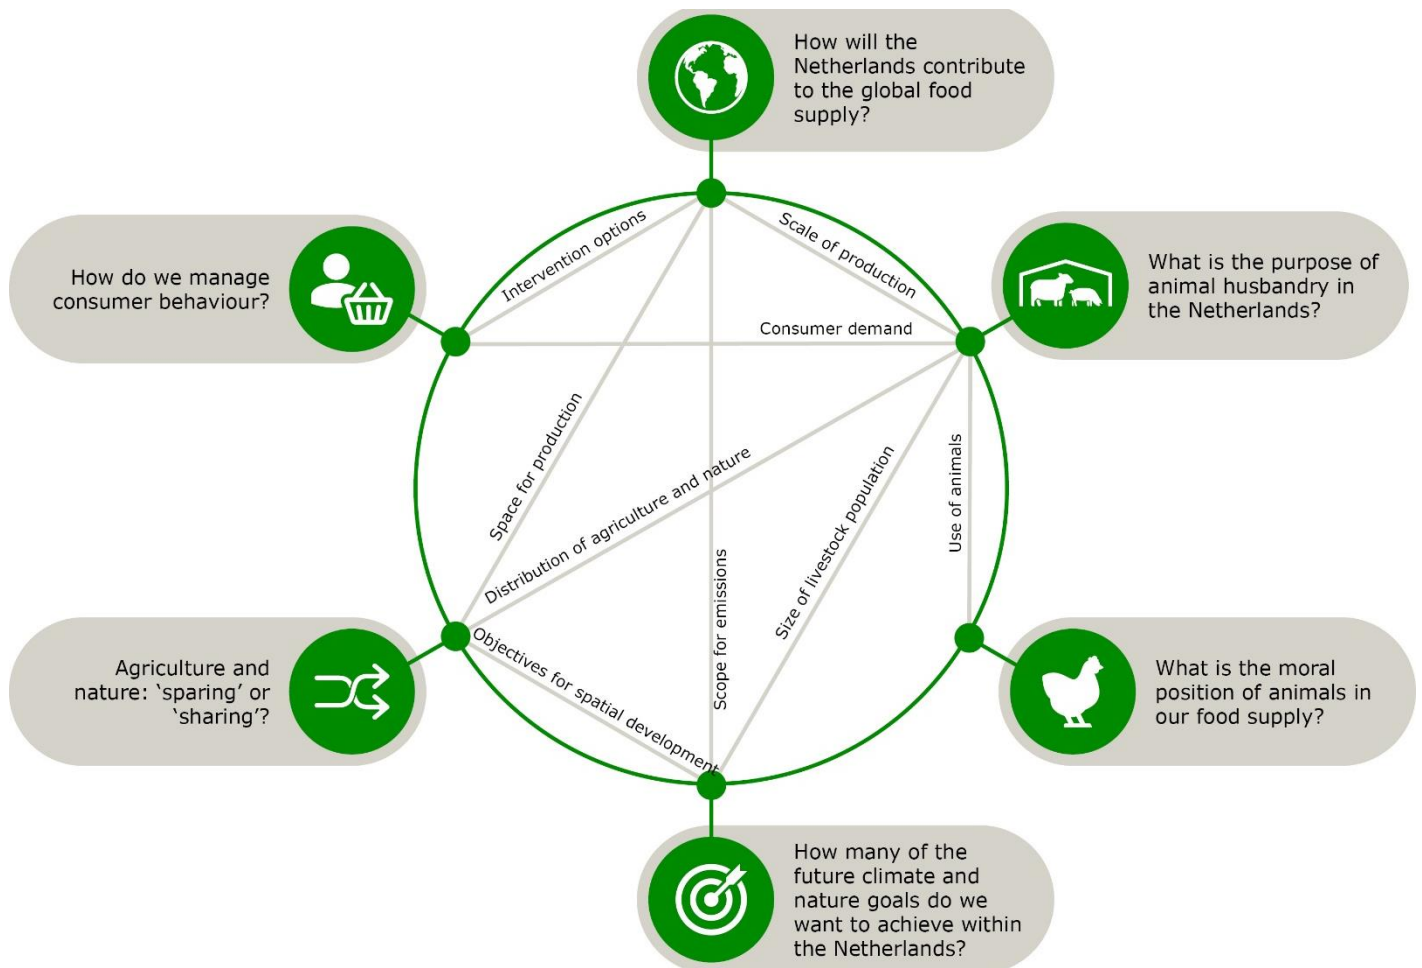 How will the
Netherlands contribute
to the global food
supply?
How do we manage
consumer behaviour?
What is the purpose of
animal husbandry in
the Netherlands?
Intervention options
Scale of production
Consumer demand
Space for production
Distribution of agriculture and nature
Size of livestock population
Use of animals
Scope for emissions
Objectives for spatial development
Agriculture and
nature: ‘sparing’ or
‘sharing’?
What is the moral
position of animals in
our food supply?
How many of the
future climate and
nature goals do we
want to achieve within
the Netherlands?